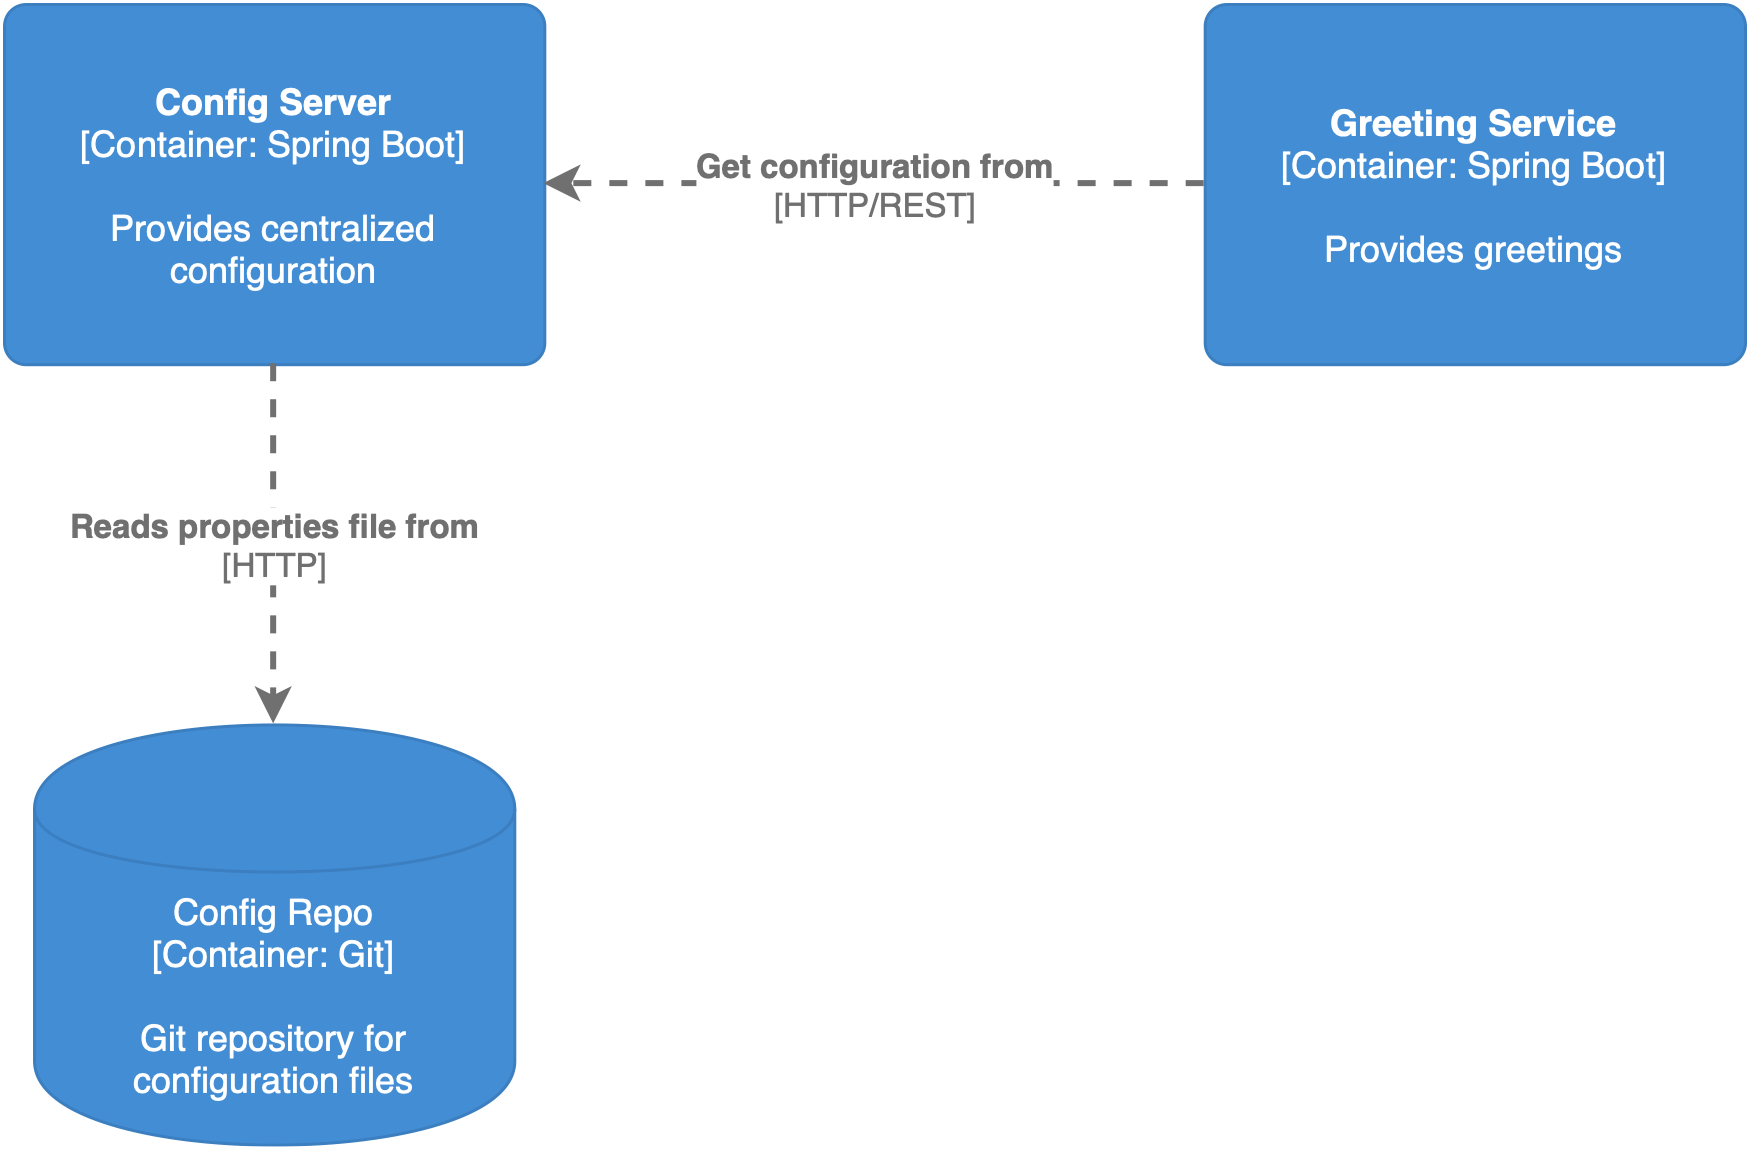 Config Server
[Container: Spring Boot]
Provides centralized
configuration
Get configuration from
[HTTP/REST]
Greeting Service
[Container: Spring Boot]
Provides greetings
Reads properties file from
[HTTP]
Config Repo
[Container: Git]
Git repository for
configuration files